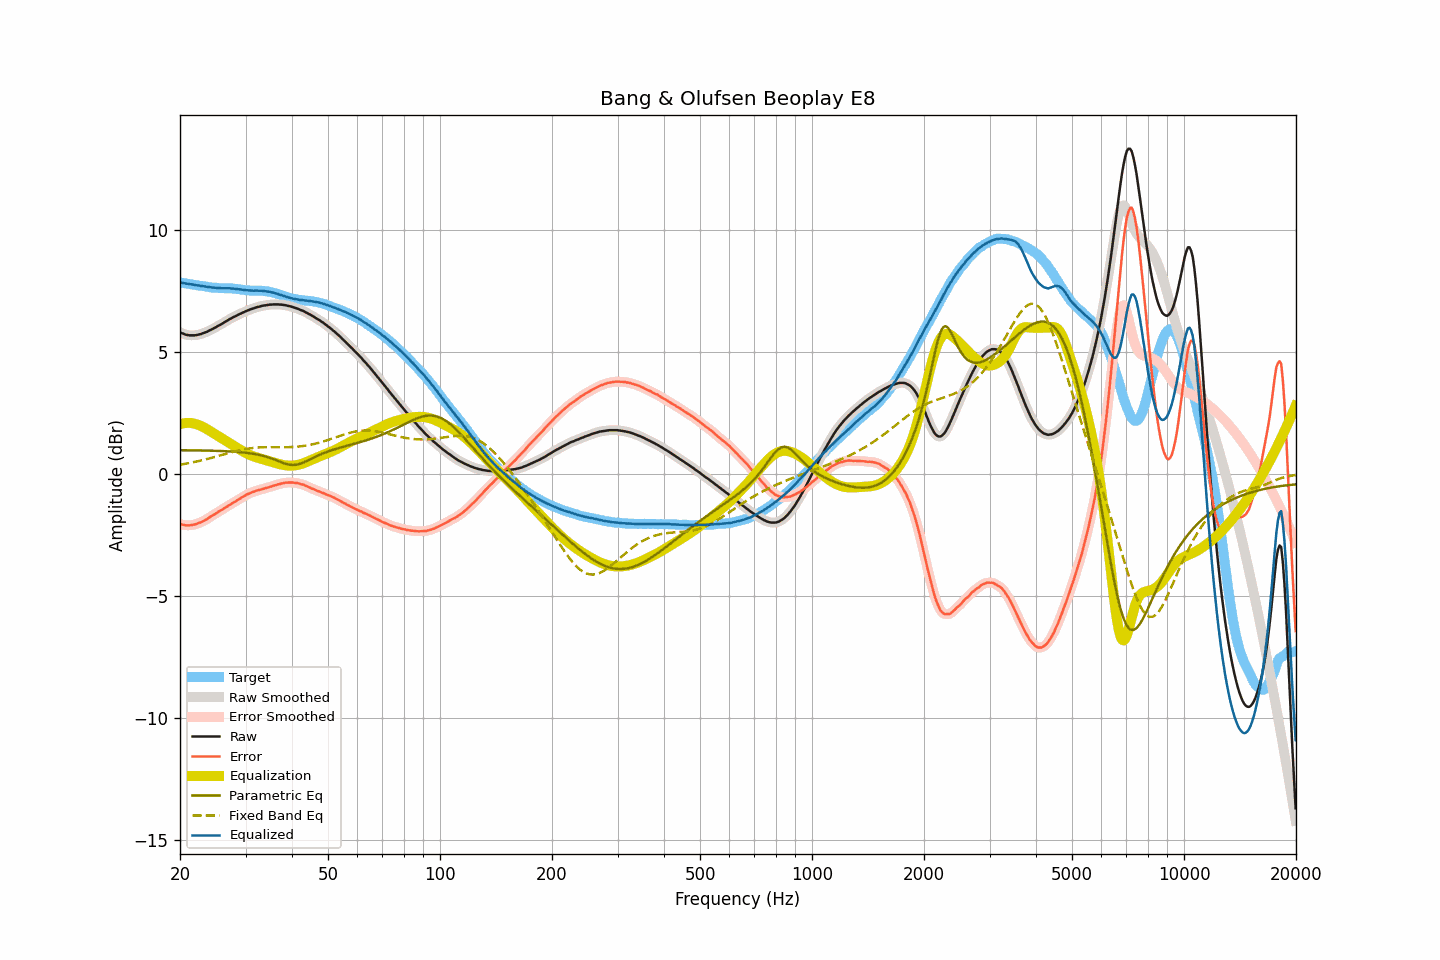 Bang & Olufsen Beoplay E8
Amplitude (dBr)
10
5
0
−5
−10
−15
Target
Raw Smoothed
Error Smoothed
Raw
Error
Equalization
Parametric Eq
Fixed Band Eq
Equalized
20 50 100 200 500 1000 2000 5000 10000 20000
Frequency (Hz)